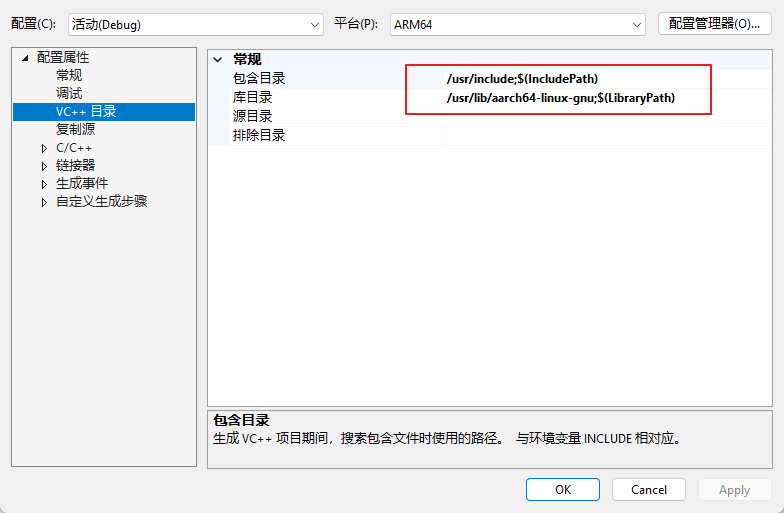 配置(C): 活动(Debug) 平台(P): ARM64 配置管理器(O)...
配置属性
常规
调试
VC++ 目录
复制源
C/C++
链接器
生成事件
自定义生成步骤
常规
包含目录 /usr/include;$(IncludePath)
库目录 /usr/lib/aarch64-linux-gnu;$(LibraryPath)
源目录
排除目录
包含目录
生成 VC++ 项目期间，搜索包含文件时使用的路径。 与环境变量 INCLUDE 相对应。
OK Cancel Apply